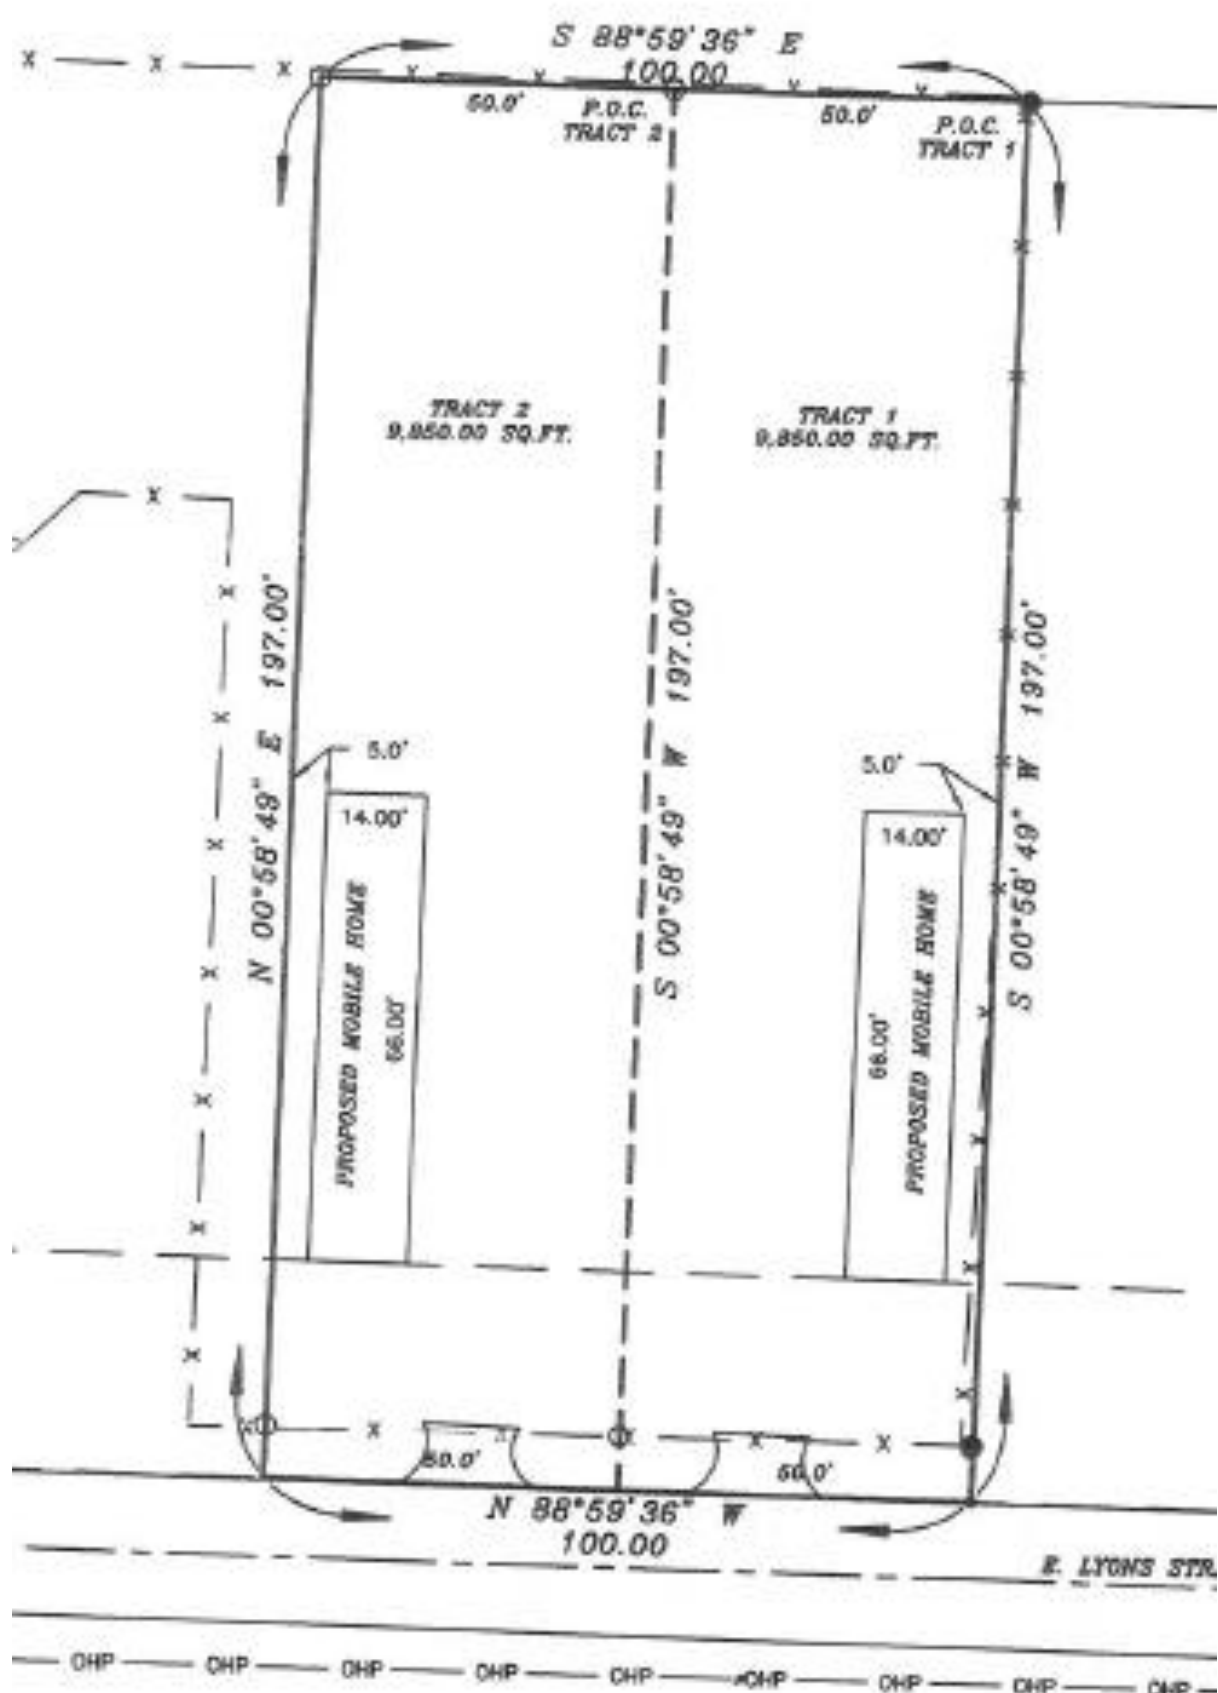 S 88°59'36" E
100.00
50.0'
P.O.C.
TRACT 2
50.0'
P.O.C.
TRACT 1
TRACT 2
9,850.00 SQ.FT.
TRACT 1
9,850.00 SQ.FT.
N 00°58'49" E 197.00'
S 00°58'49" W 197.00'
S 00°58'49" W 197.00'
5.0'
5.0'
14.00'
14.00'
PROPOSED MOBILE HOME
66.00'
66.00'
PROPOSED MOBILE HOME
50.0'
50.0'
N 88°59'36" W
100.00
E. LYONS STR
OHP OHP OHP OHP OHP OHP OHP OHP OHP